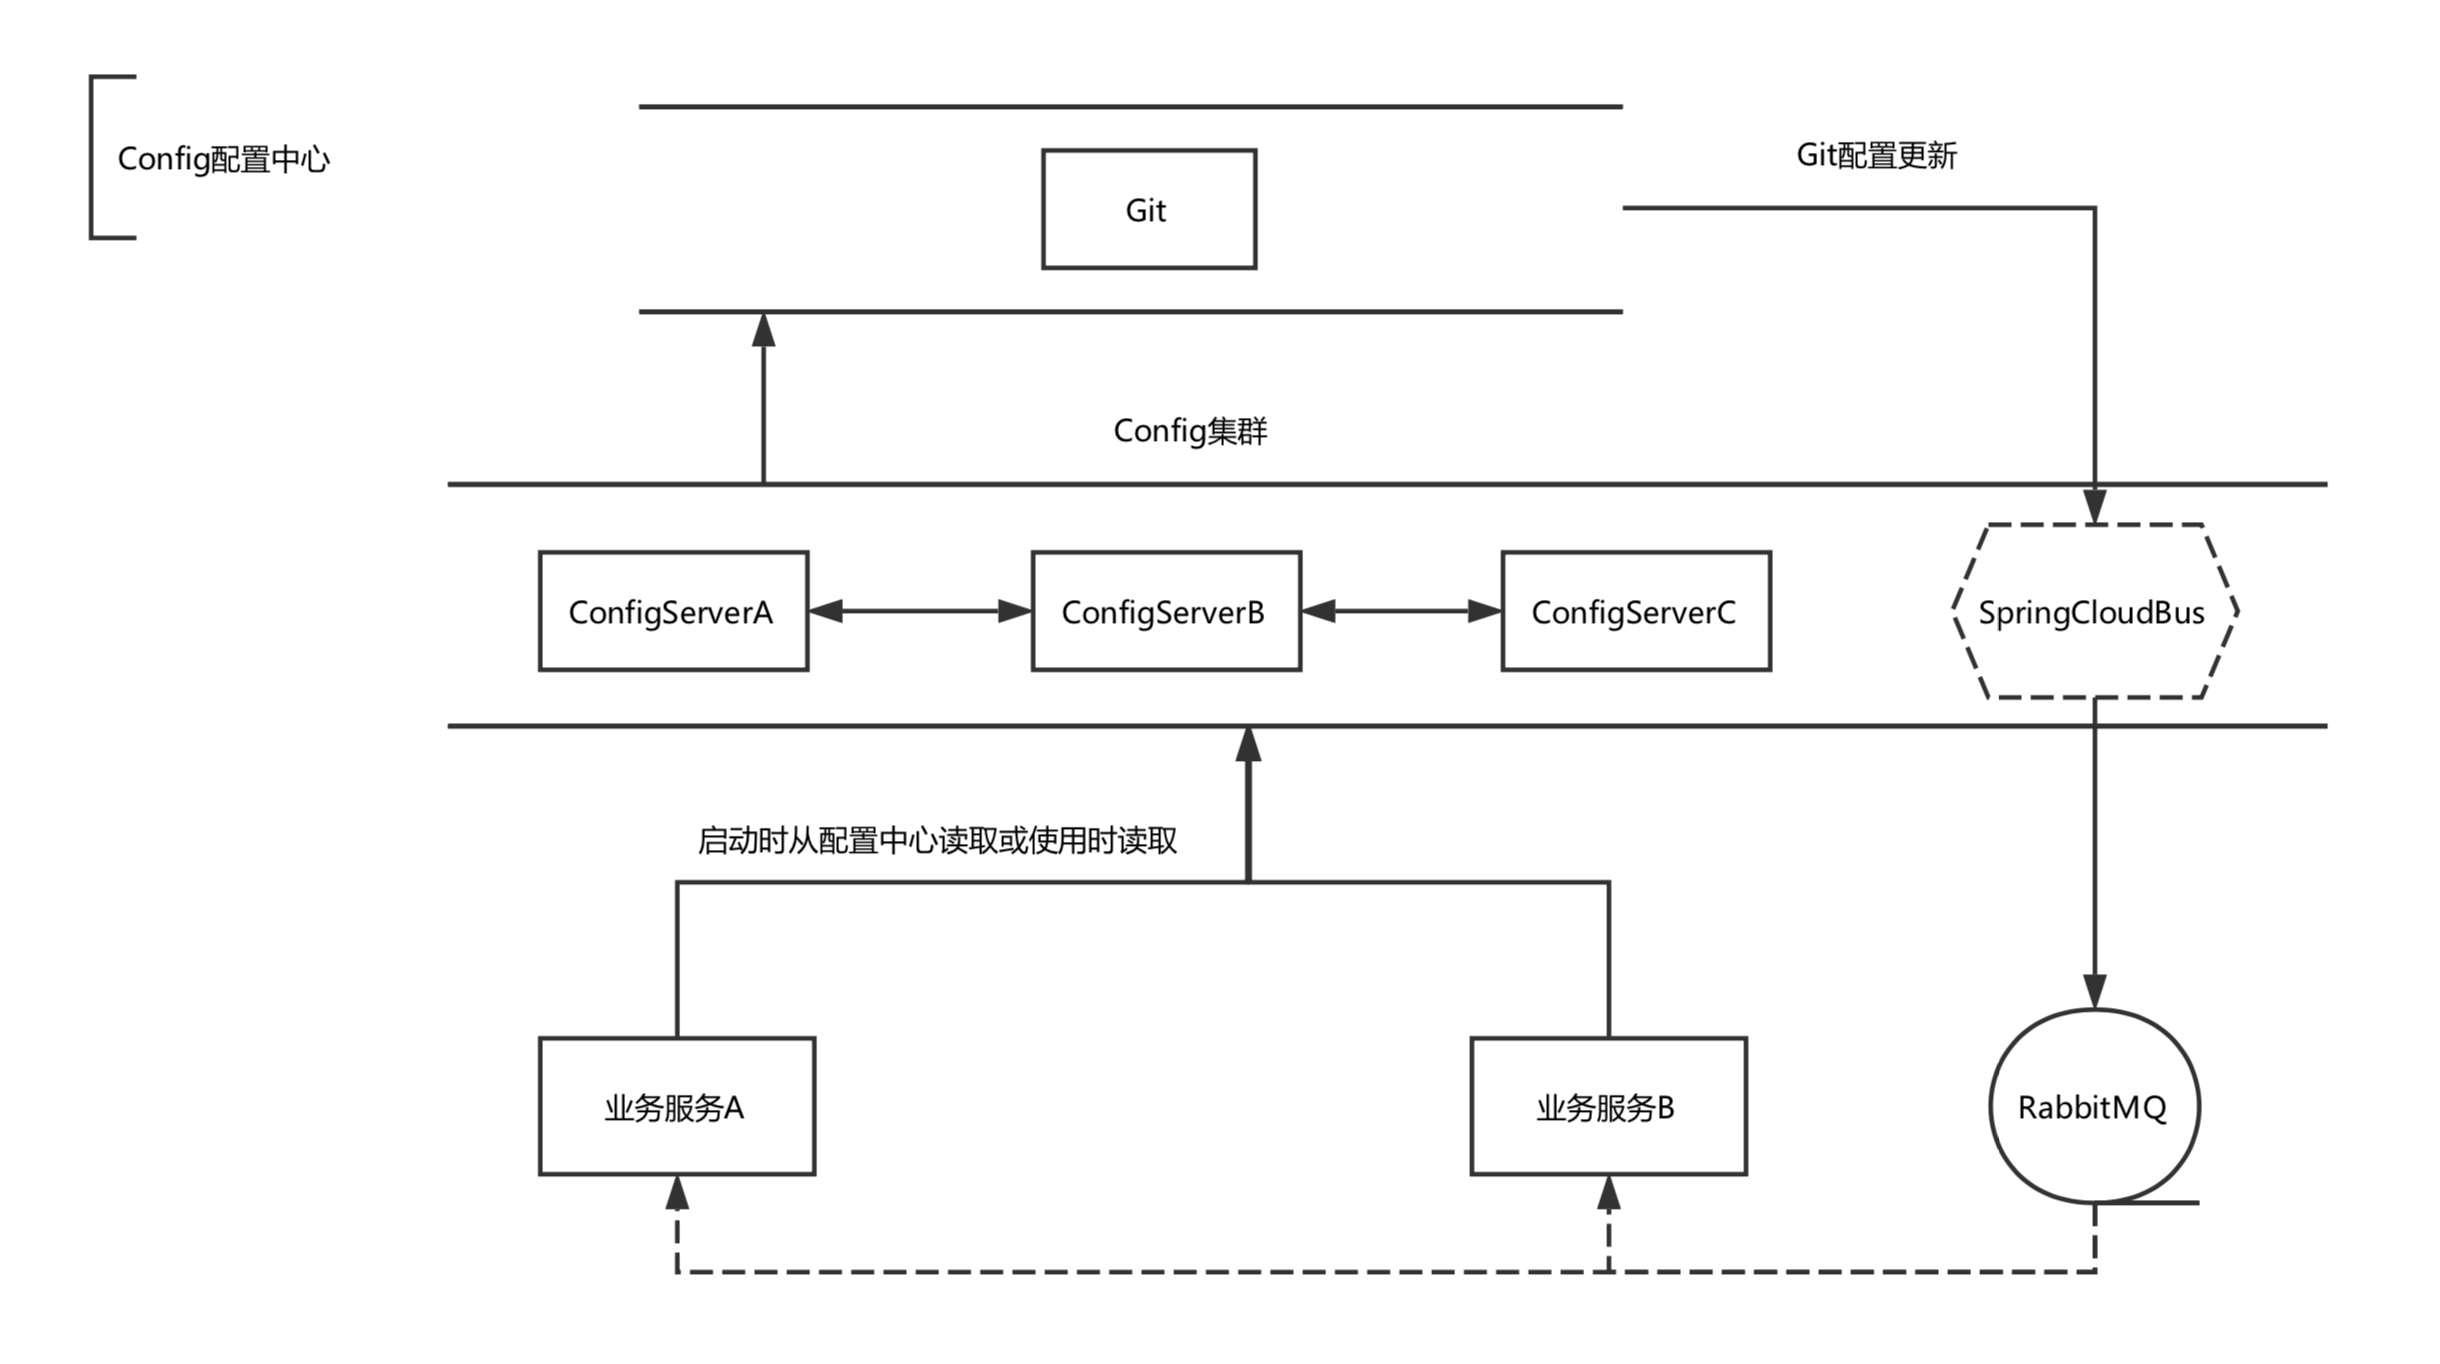 Config配置中心
Git配置更新
Git
Config集群
ConfigServerA
ConfigServerB
ConfigServerC
SpringCloudBus
启动时从配置中心读取或使用时读取
业务服务A
业务服务B
RabbitMQ